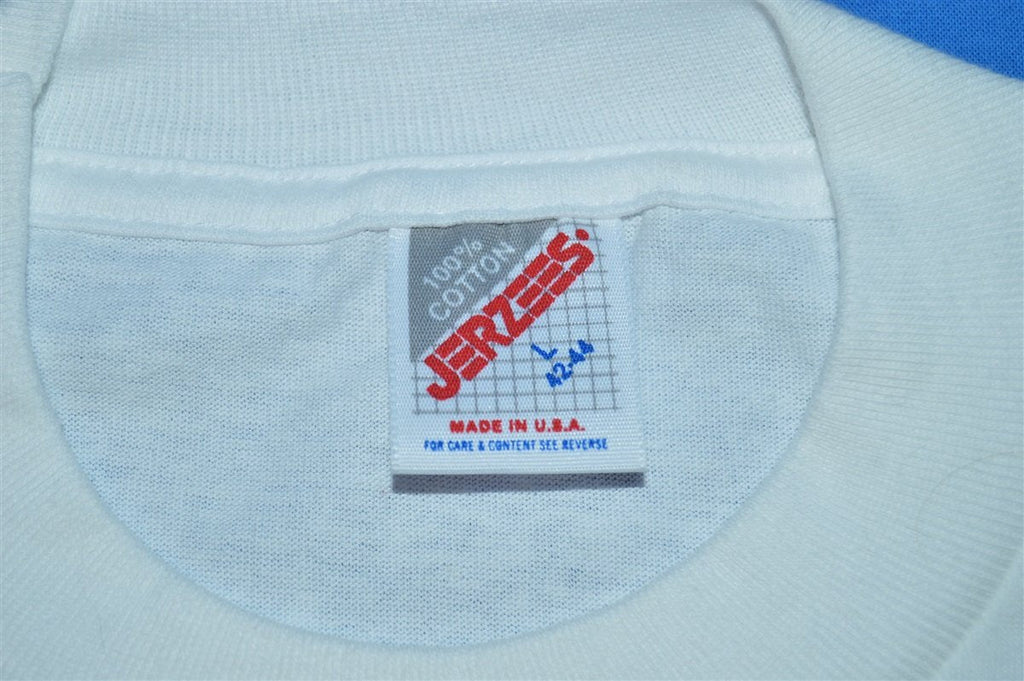 100%
COTTON
JERZEES.
L
42-44
MADE IN U.S.A.
FOR CARE & CONTENT SEE REVERSE